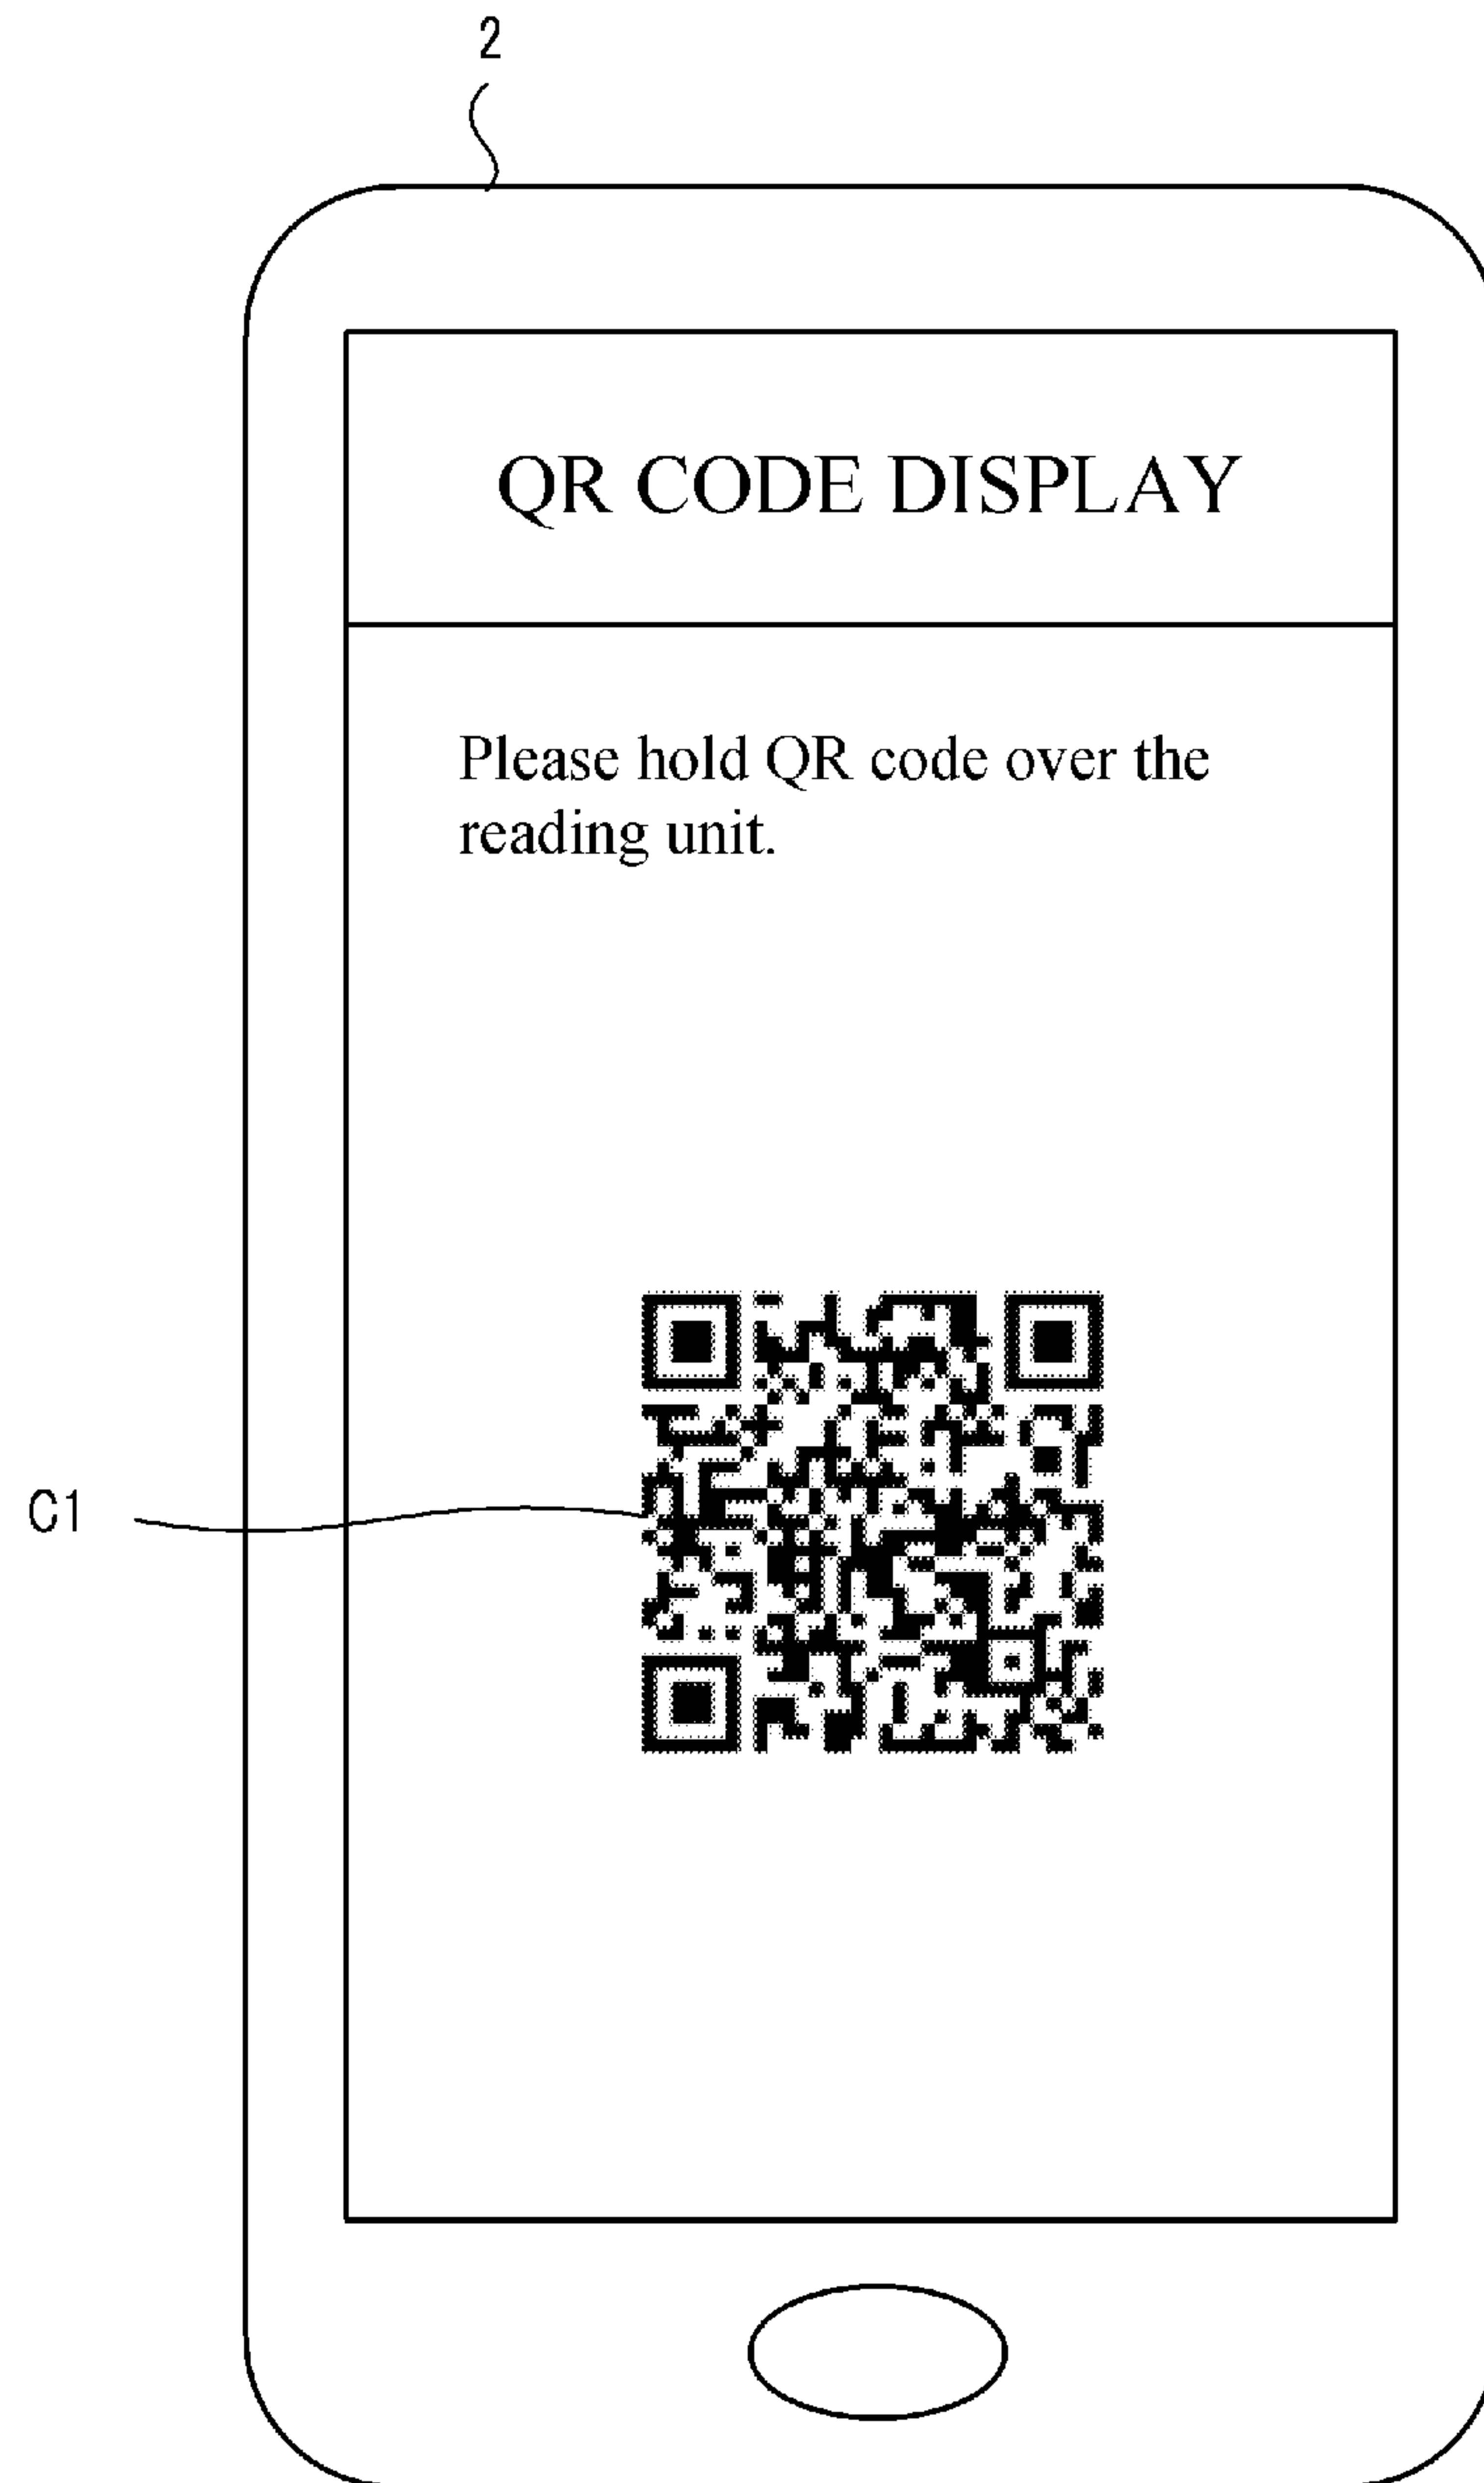 2
QR CODE DISPLAY
Please hold QR code over the
reading unit.
C1